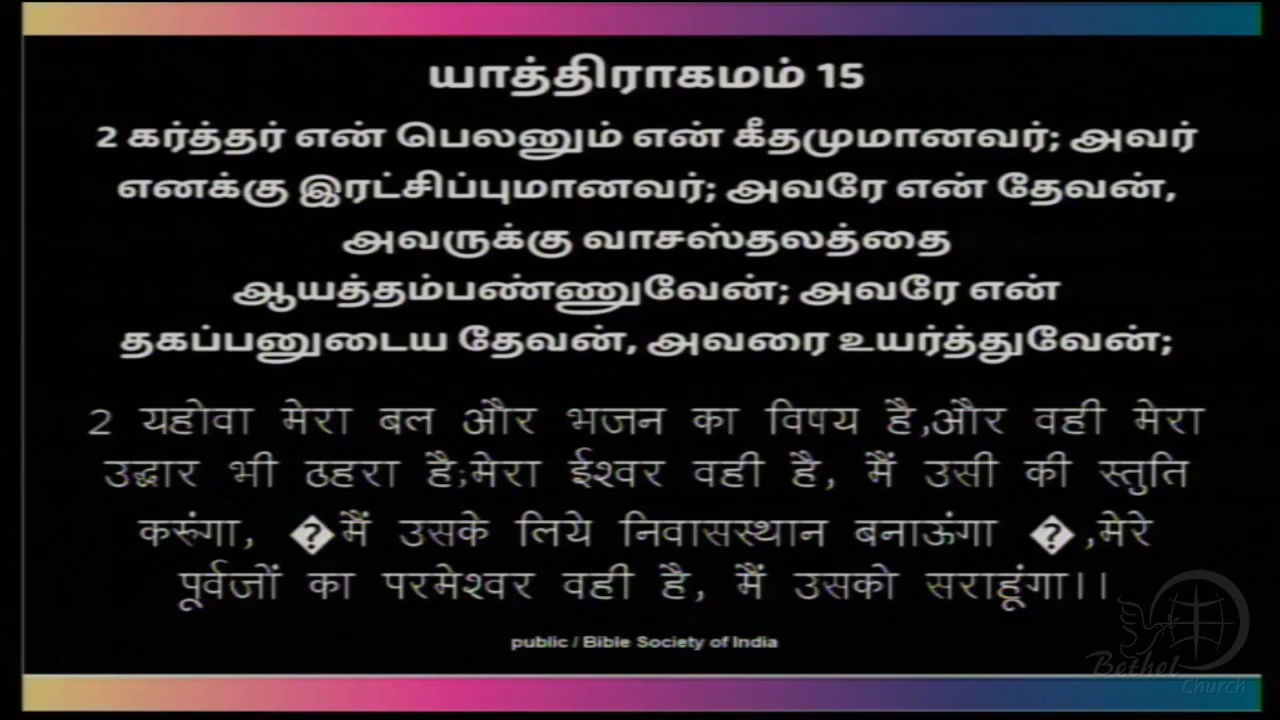 யாத்திராகமம் 15
2 கர்த்தர் என் பெலனும் என் கீதமுமானவர்; அவர்
எனக்கு இரட்சிப்புமானவர்; அவரே என் தேவன்,
அவருக்கு வாசஸ்தலத்தை
ஆயத்தம்பண்ணுவேன்; அவரே என்
தகப்பனுடைய தேவன், அவரை உயர்த்துவேன்;
2 यहोवा मेरा बल और भजन का विषय है,और वही मेरा
उद्धार भी ठहरा है;मेरा ईश्वर वही है, मैं उसी की स्तुति
करुंगा, �मैं उसके लिये निवासस्थान बनाऊंगा �,मेरे
पूर्वजों का परमेश्वर वही है, मैं उसको सराहूंगा।।
public / Bible Society of India
Bethel
Church